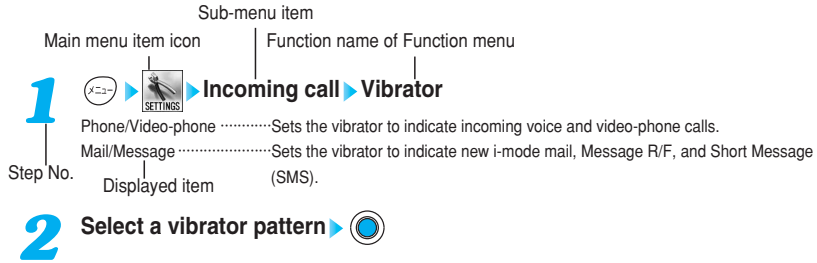 Sub-menu item
Main menu item icon
Function name of Function menu
1 メニュー SETTINGS Incoming call Vibrator
Phone/Video-phone ············Sets the vibrator to indicate incoming voice and video-phone calls.
Mail/Message ······················Sets the vibrator to indicate new i-mode mail, Message R/F, and Short Message
(SMS).
Step No.
Displayed item
2 Select a vibrator pattern